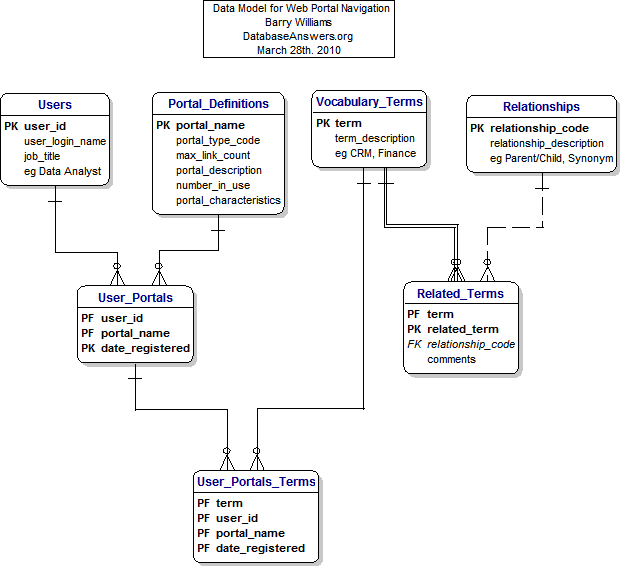 Data Model for Web Portal Navigation
Barry Williams
DatabaseAnswers.org
March 28th. 2010
Users
PK user_id
user_login_name
job_title
eg Data Analyst
Portal_Definitions
PK portal_name
portal_type_code
max_link_count
portal_description
number_in_use
portal_characteristics
Vocabulary_Terms
PK term
term_description
eg CRM, Finance
Relationships
PK relationship_code
relationship_description
eg Parent/Child, Synonym
User_Portals
PF user_id
PF portal_name
PK date_registered
Related_Terms
PF term
PK related_term
FK relationship_code
comments
User_Portals_Terms
PF term
PF user_id
PF portal_name
PF date_registered